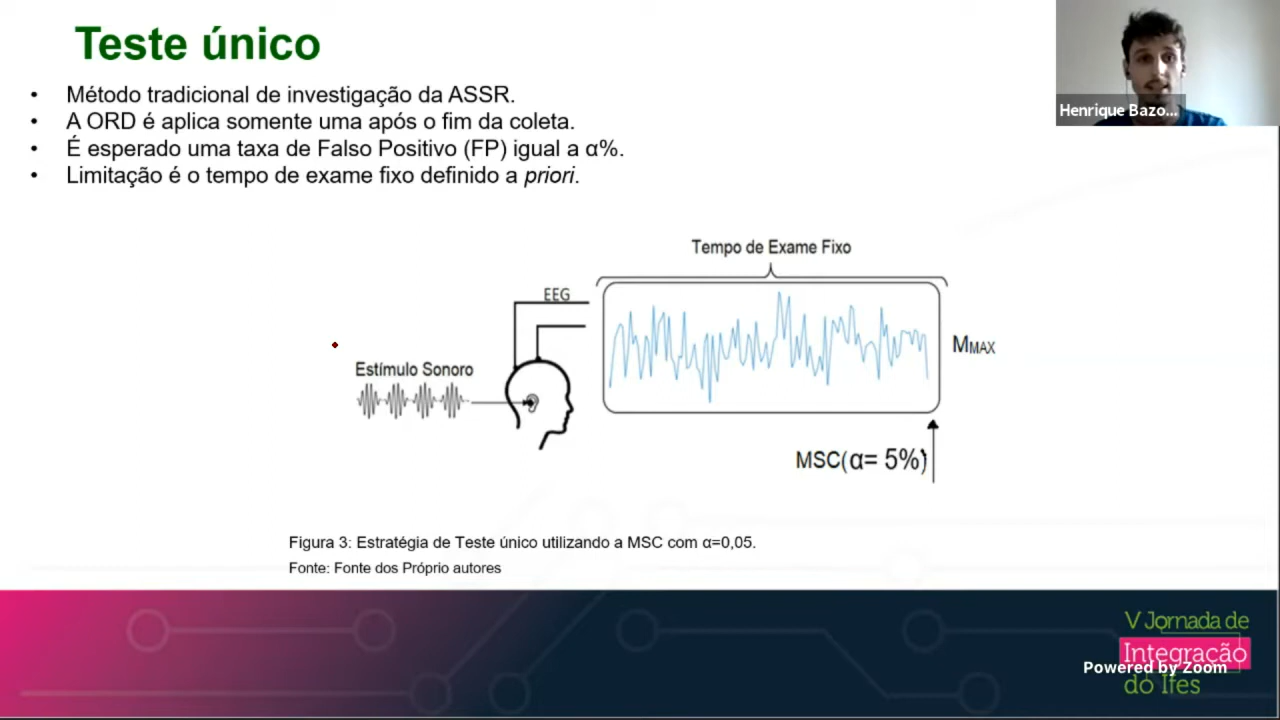 Teste único
• Método tradicional de investigação da ASSR.
• A ORD é aplica somente uma após o fim da coleta.
• É esperado uma taxa de Falso Positivo (FP) igual a α%.
• Limitação é o tempo de exame fixo definido a priori.
Henrique Bazo...
Tempo de Exame Fixo
EEG
Estímulo Sonoro
MMAX
MSC(α= 5%)
Figura 3: Estratégia de Teste único utilizando a MSC com α=0,05.
Fonte: Fonte dos Próprio autores
V Jornada de
Integração
Powered by Zoom
do Ifes